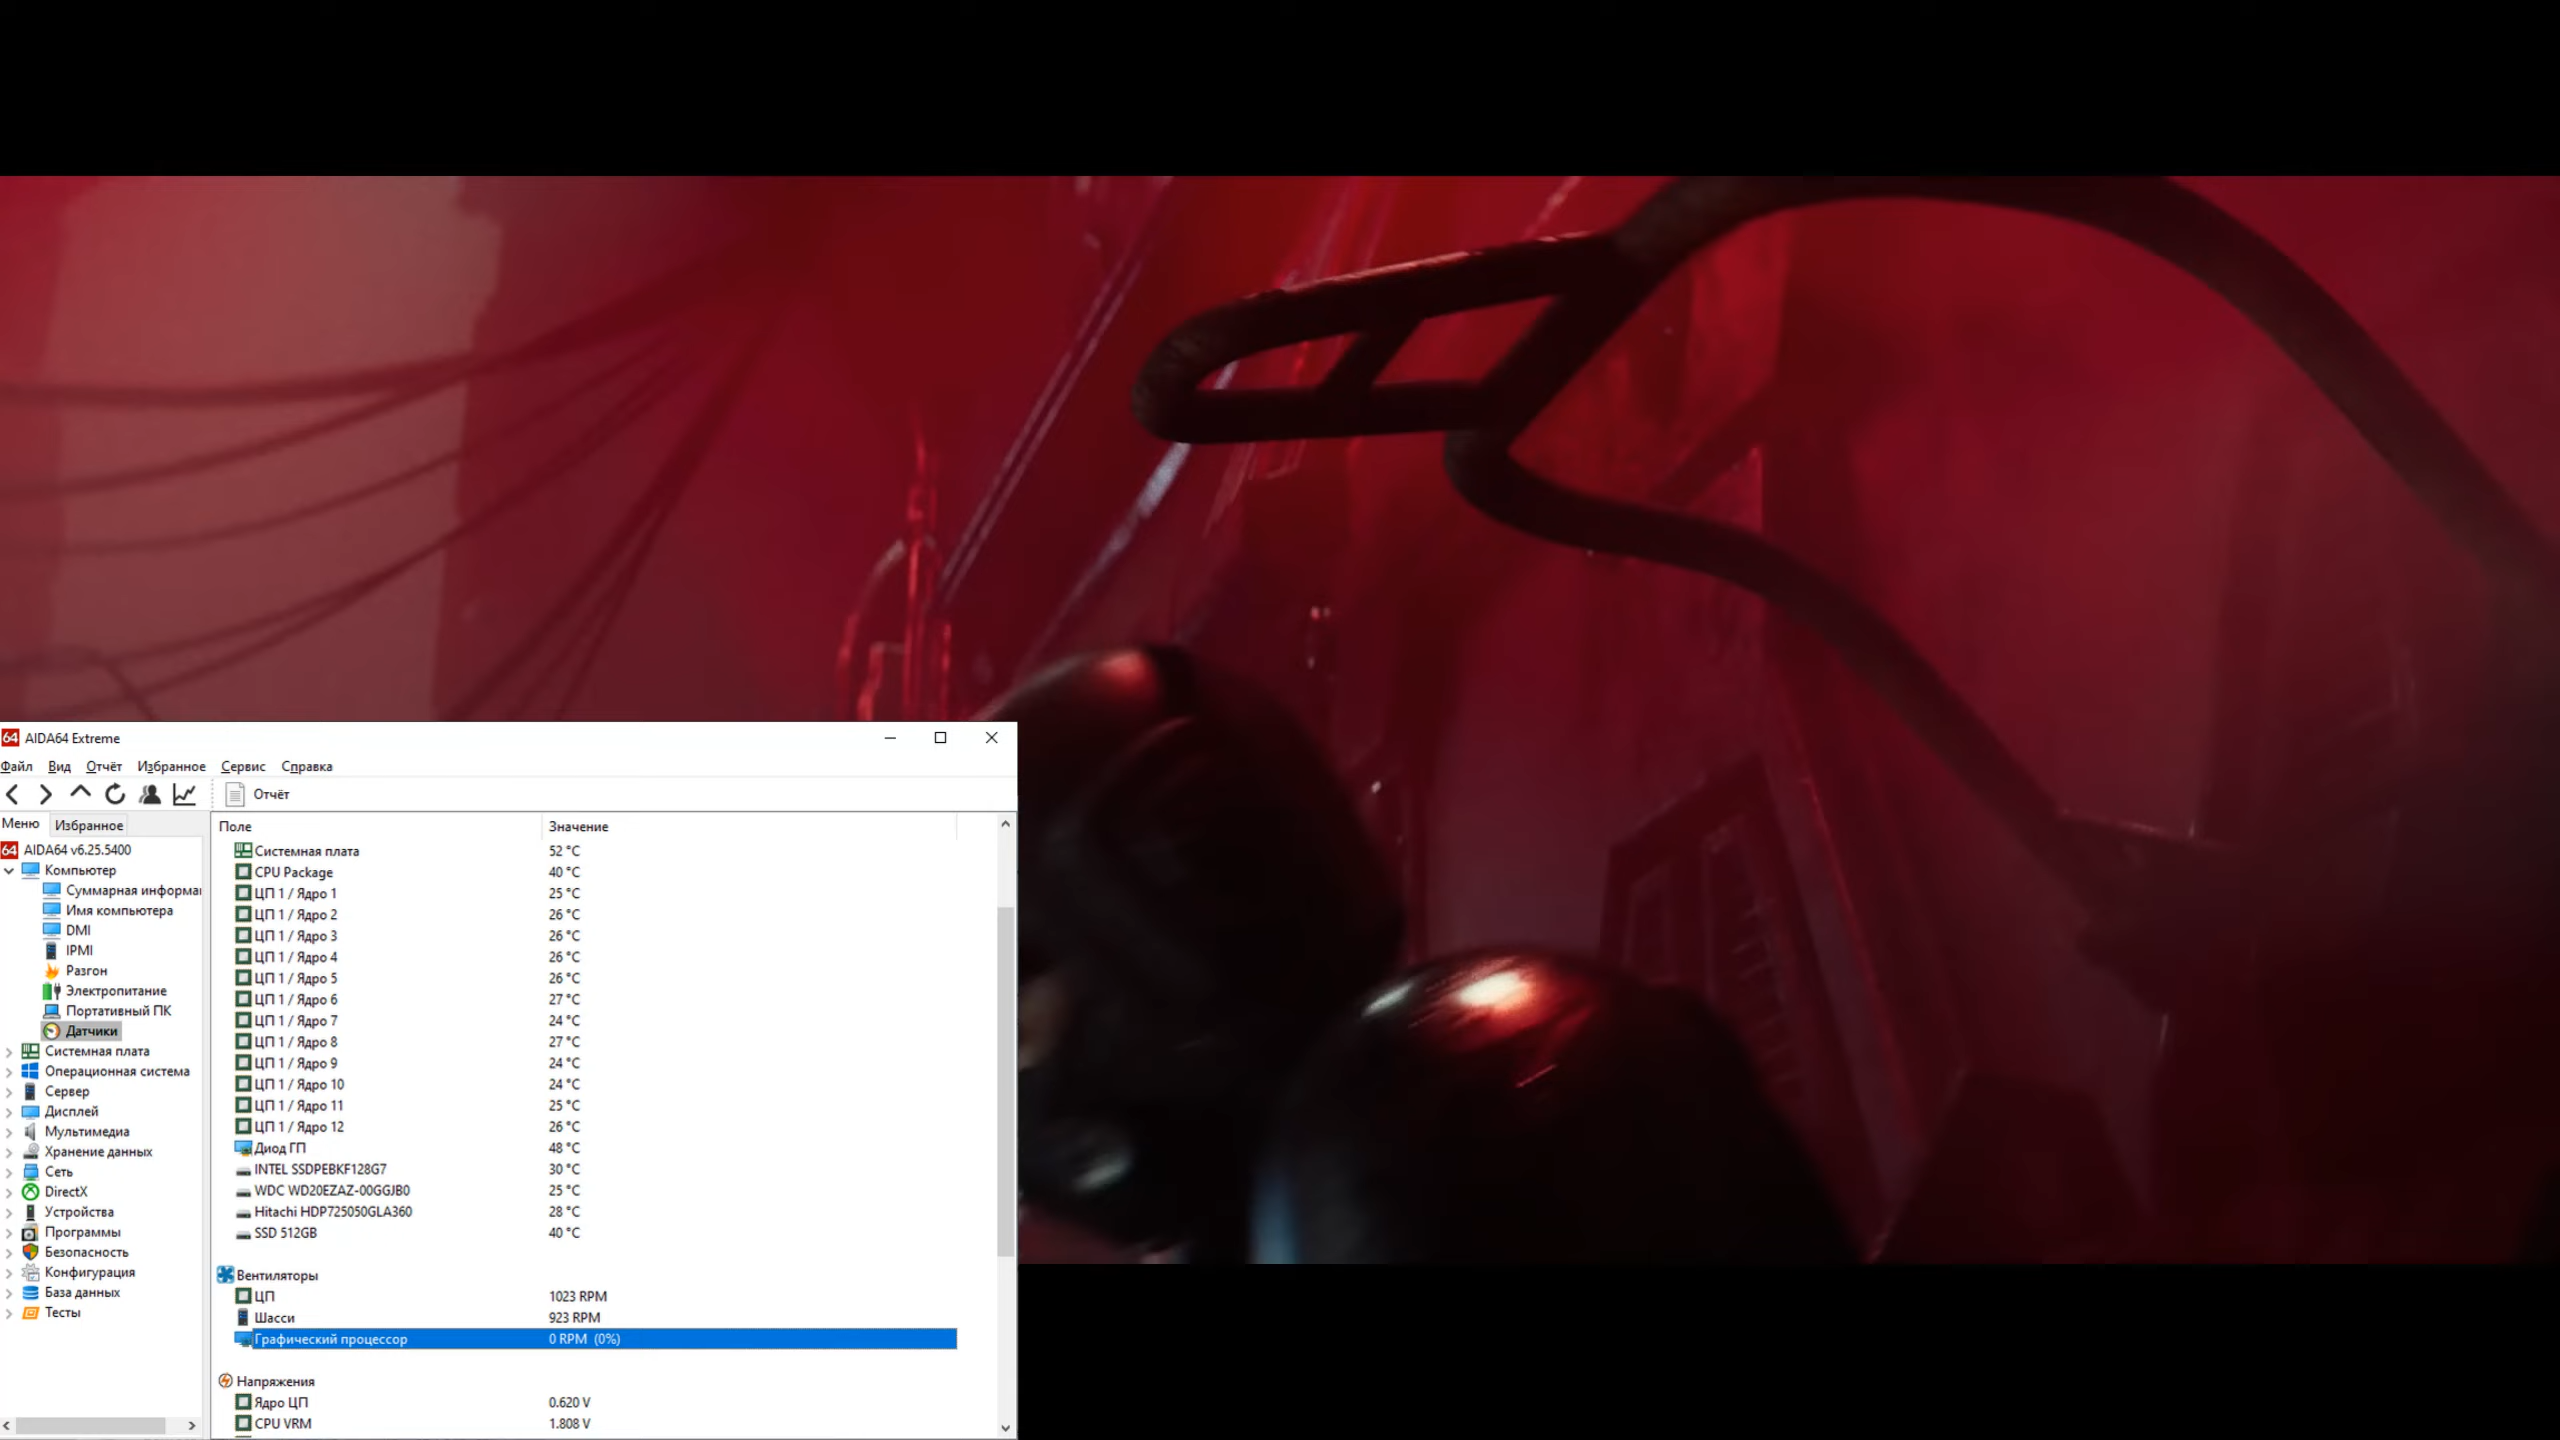 AIDA64 Extreme
Файл Вид Отчёт Избранное Сервис Справка
Отчёт
Меню Избранное
AIDA64 v6.25.5400
Компьютер
Суммарная информа
Имя компьютера
DMI
IPMI
Разгон
Электропитание
Портативный ПК
Датчики
Системная плата
Операционная система
Сервер
Дисплей
Мультимедиа
Хранение данных
Сеть
DirectX
Устройства
Программы
Безопасность
Конфигурация
База данных
Тесты
Поле Значение
Системная плата 52 °C
CPU Package 40 °C
ЦП 1 / Ядро 1 25 °C
ЦП 1 / Ядро 2 26 °C
ЦП 1 / Ядро 3 26 °C
ЦП 1 / Ядро 4 26 °C
ЦП 1 / Ядро 5 26 °C
ЦП 1 / Ядро 6 27 °C
ЦП 1 / Ядро 7 24 °C
ЦП 1 / Ядро 8 27 °C
ЦП 1 / Ядро 9 24 °C
ЦП 1 / Ядро 10 24 °C
ЦП 1 / Ядро 11 25 °C
ЦП 1 / Ядро 12 26 °C
Диод ГП 48 °C
INTEL SSDPEBKF128G7 30 °C
WDC WD20EZAZ-00GGJB0 25 °C
Hitachi HDP725050GLA360 28 °C
SSD 512GB 40 °C
Вентиляторы
ЦП 1023 RPM
Шасси 923 RPM
Графический процессор 0 RPM (0%)
Напряжения
Ядро ЦП 0.620 V
CPU VRM 1.808 V